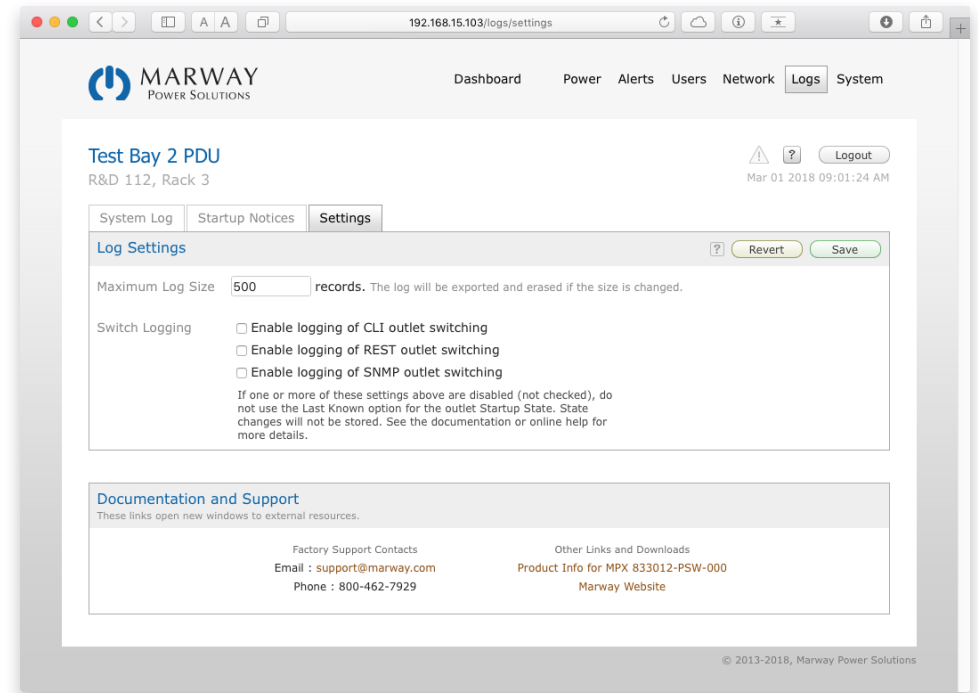 A A
192.168.15.103/logs/settings
MARWAY
POWER SOLUTIONS
Dashboard Power Alerts Users Network Logs System
Test Bay 2 PDU
R&D 112, Rack 3
? Logout
Mar 01 2018 09:01:24 AM
System Log Startup Notices Settings
Log Settings ? Revert Save
Maximum Log Size 500 records. The log will be exported and erased if the size is changed.
Switch Logging Enable logging of CLI outlet switching
Enable logging of REST outlet switching
Enable logging of SNMP outlet switching
If one or more of these settings above are disabled (not checked), do
not use the Last Known option for the outlet Startup State. State
changes will not be stored. See the documentation or online help for
more details.
Documentation and Support
These links open new windows to external resources.
Factory Support Contacts
Email : support@marway.com
Phone : 800-462-7929
Other Links and Downloads
Product Info for MPX 833012-PSW-000
Marway Website
© 2013-2018, Marway Power Solutions